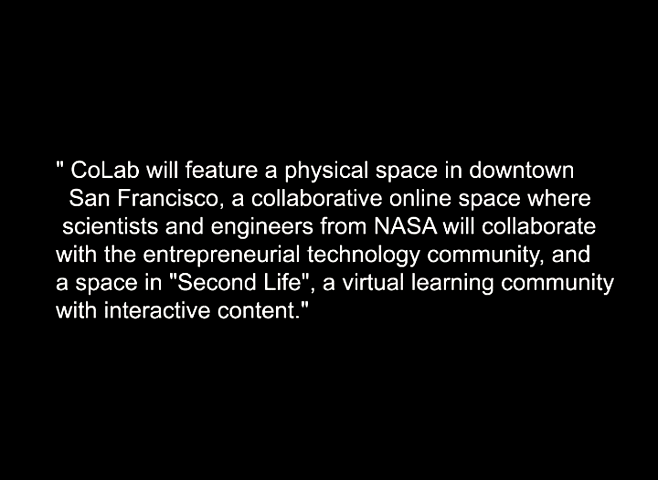 " CoLab will feature a physical space in downtown
San Francisco, a collaborative online space where
scientists and engineers from NASA will collaborate
with the entrepreneurial technology community, and
a space in "Second Life", a virtual learning community
with interactive content."